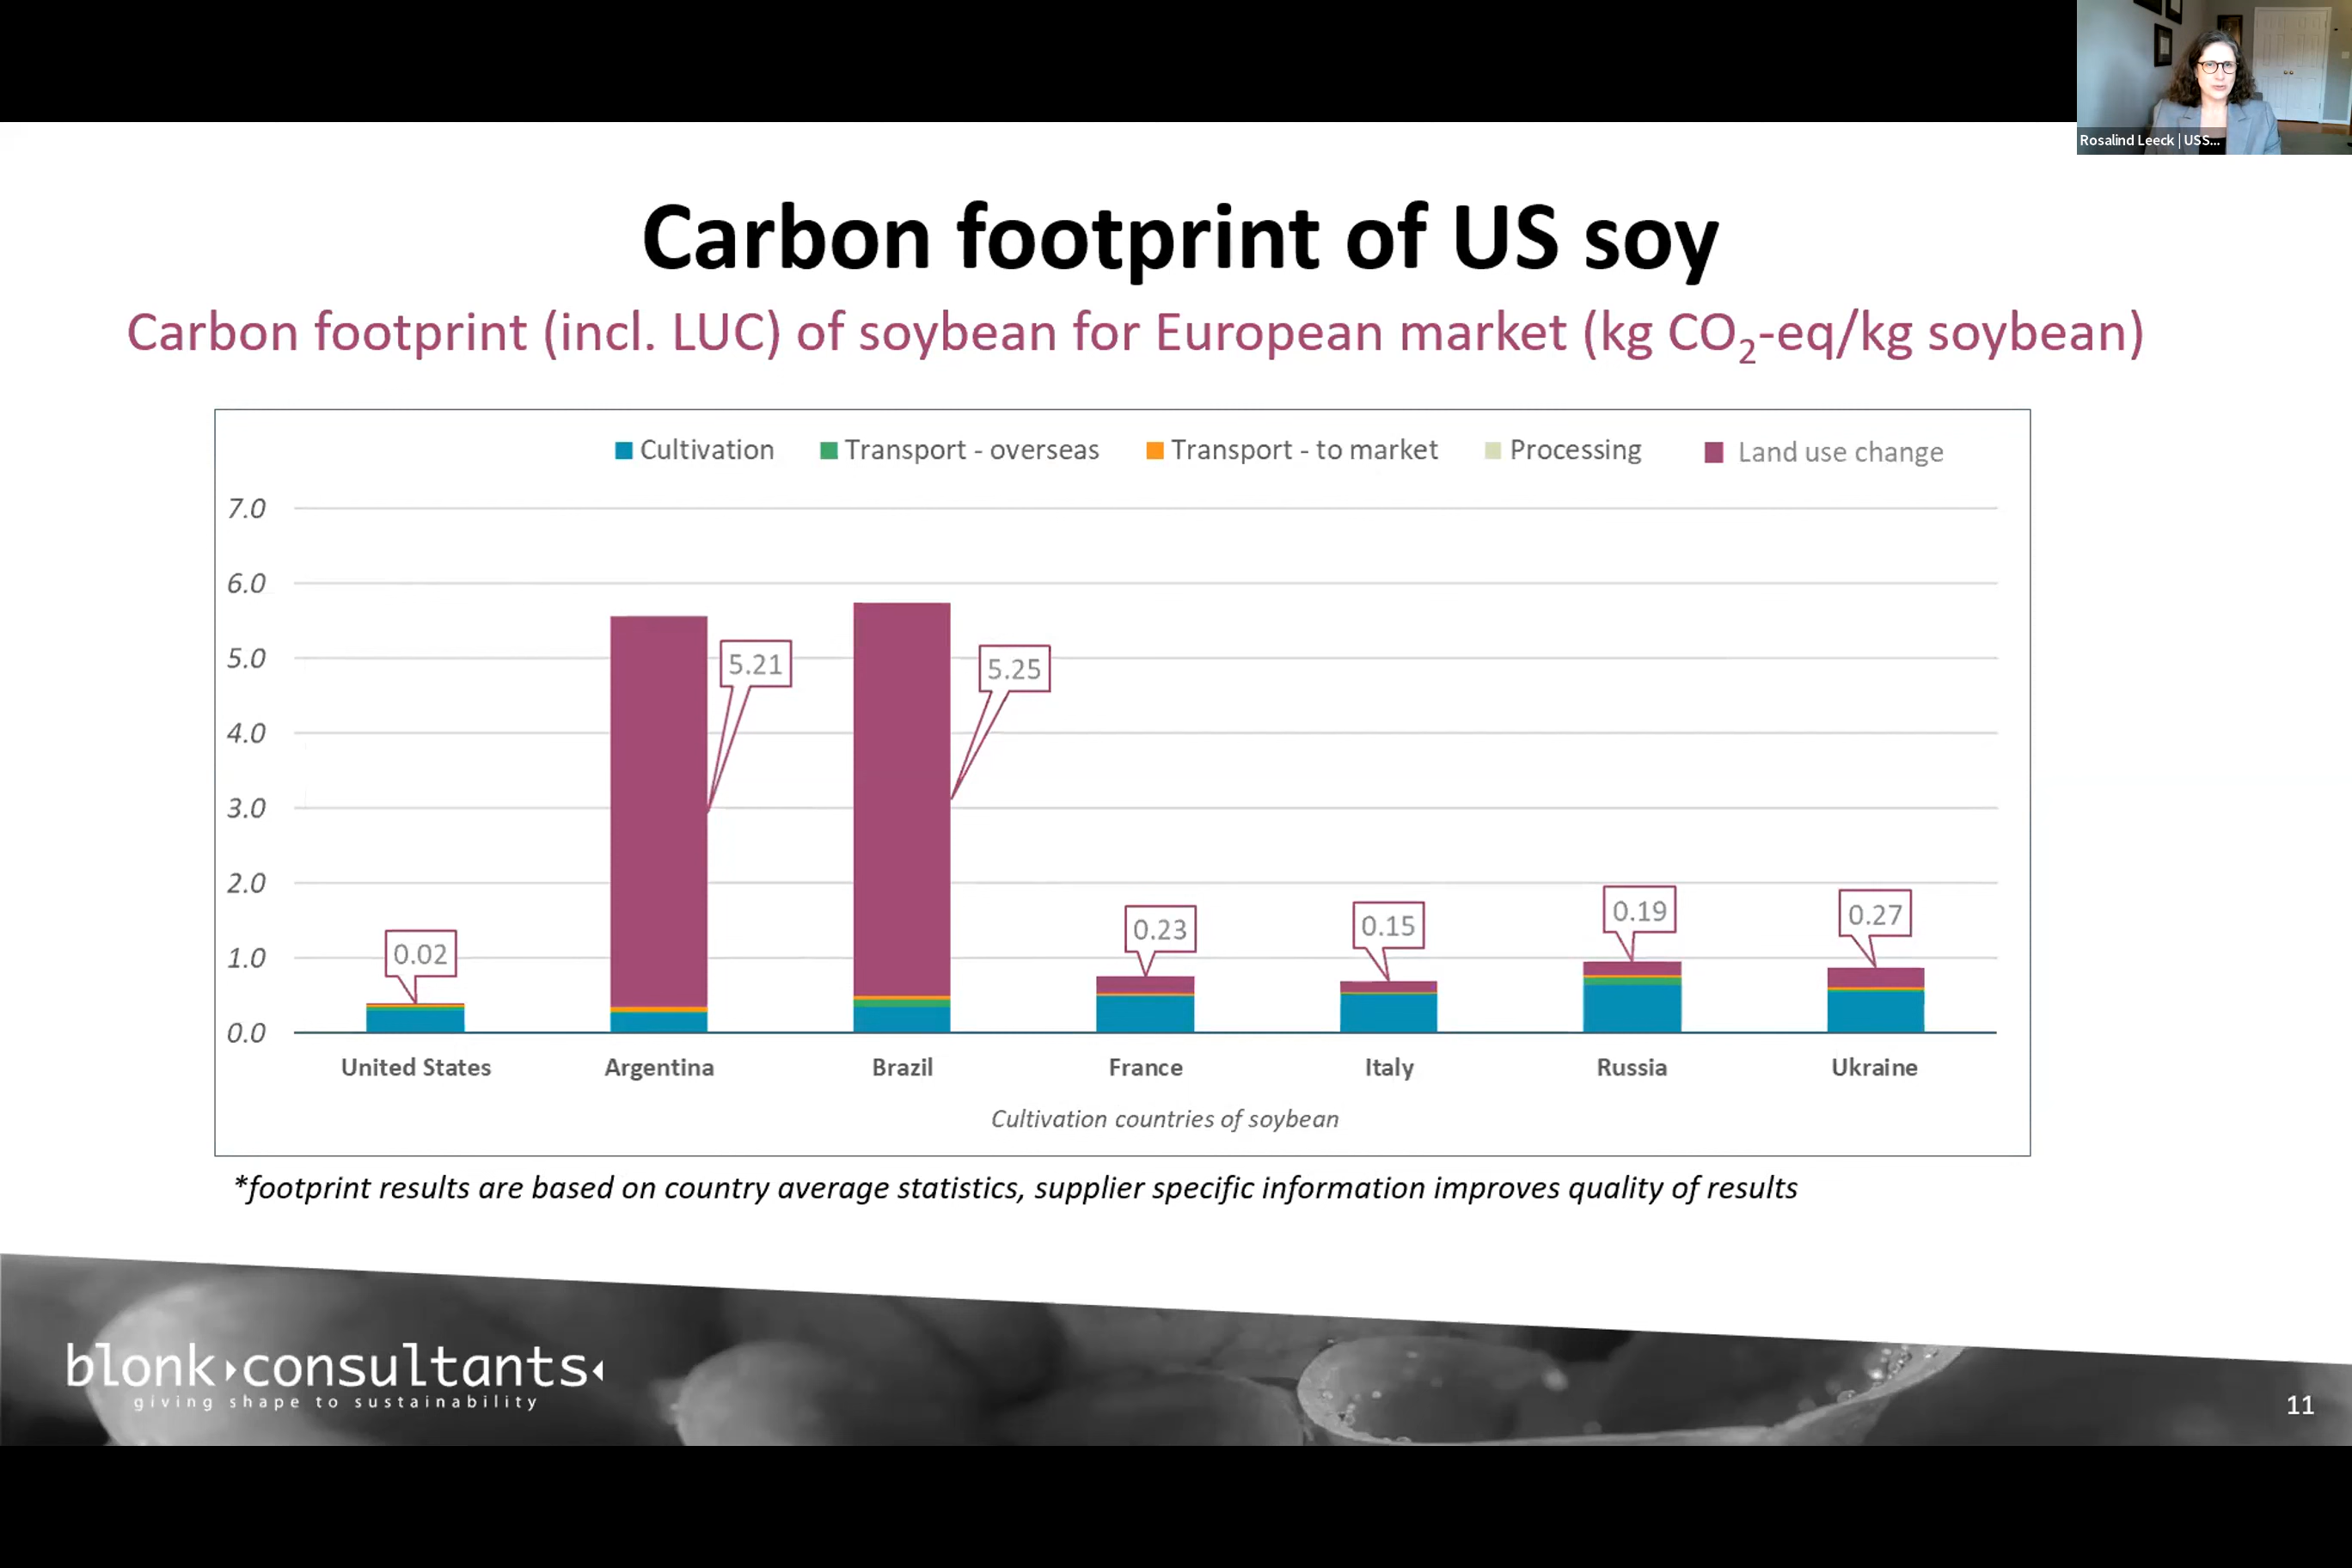 Rosalind Leeck | USS...
Carbon footprint of US soy
Carbon footprint (incl. LUC) of soybean for European market (kg CO₂-eq/kg soybean)
Cultivation Transport - overseas Transport - to market Processing Land use change
7.0
6.0
5.0
4.0
3.0
2.0
1.0
0.0
0.02
5.21
5.25
0.23
0.15
0.19
0.27
United States Argentina Brazil France Italy Russia Ukraine
Cultivation countries of soybean
*footprint results are based on country average statistics, supplier specific information improves quality of results
blonk consultants
giving shape to sustainability
11